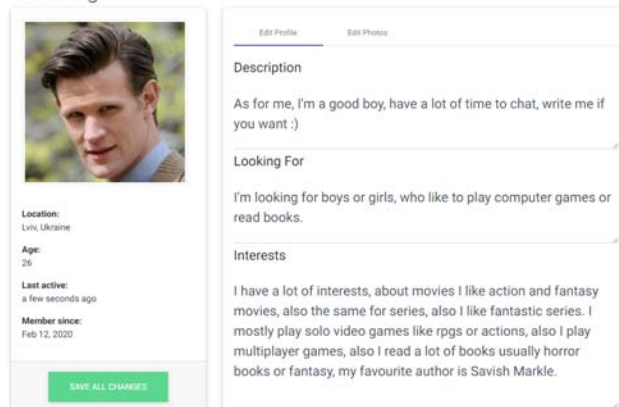 Location:
Lviv, Ukraine
Age:
26
Last active:
a few seconds ago
Member since:
Feb 12, 2020
SAVE ALL CHANGES
Edit Profile
Edit Photos
Description
As for me, I'm a good boy, have a lot of time to chat, write me if
you want :)
Looking For
I'm looking for boys or girls, who like to play computer games or
read books.
Interests
I have a lot of interests, about movies I like action and fantasy
movies, also the same for series, also I like fantastic series. I
mostly play solo video games like rpgs or actions, also I play
multiplayer games, also I read a lot of books usually horror
books or fantasy, my favourite author is Savish Markle.